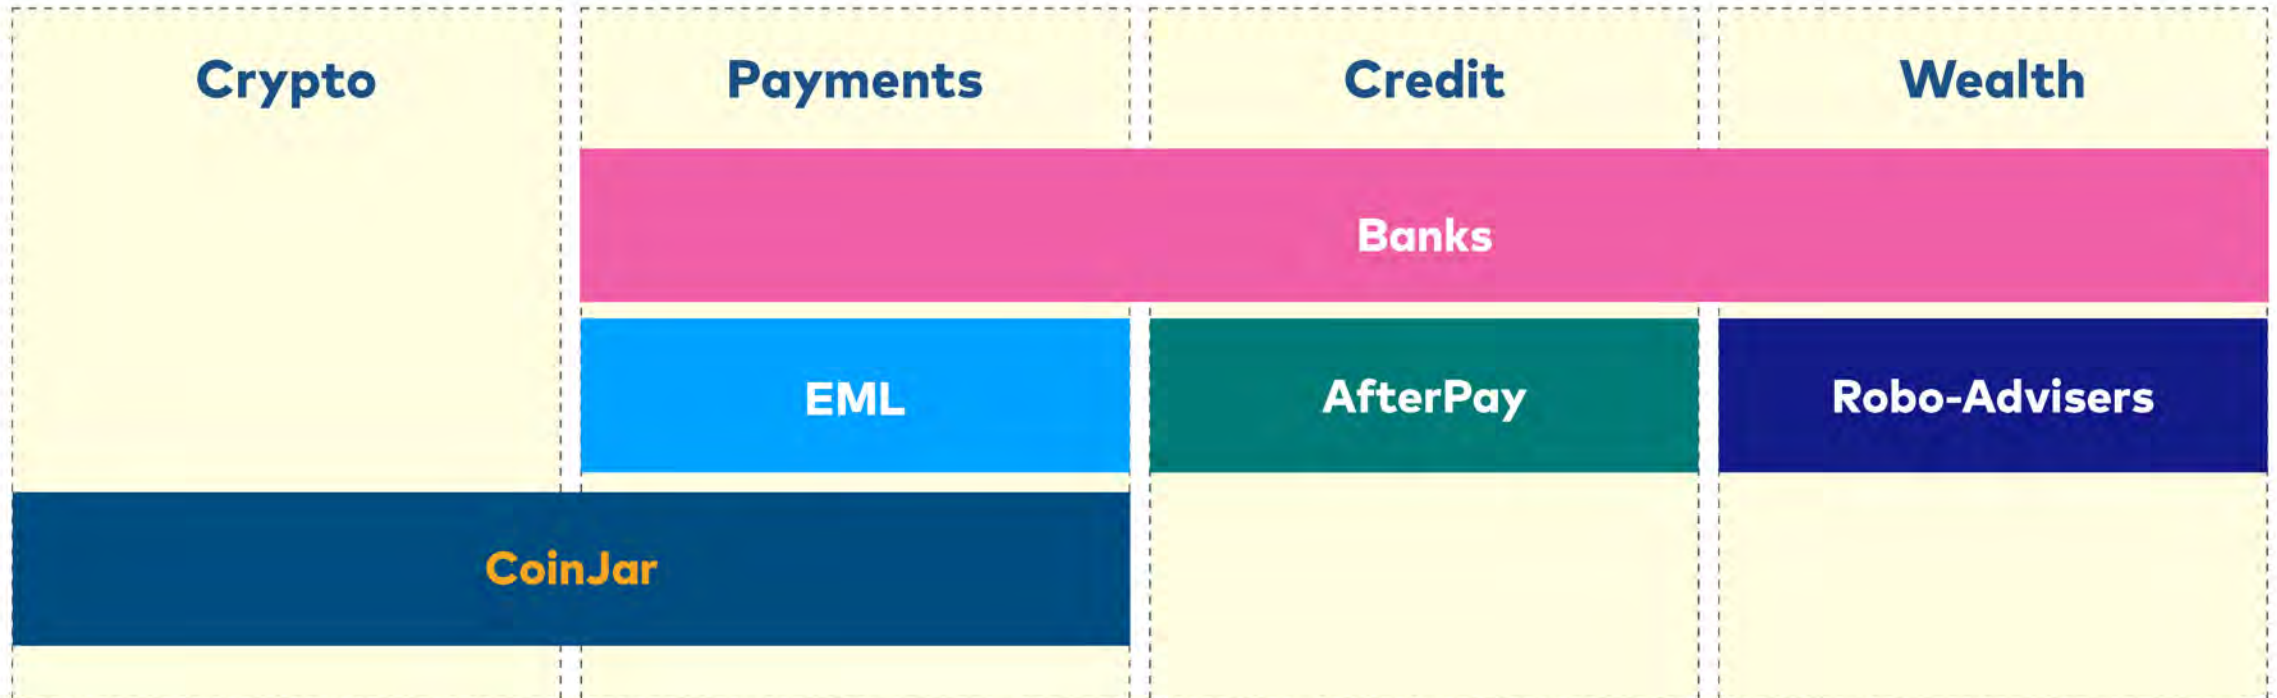 Crypto
Payments
Credit
Wealth
Banks
EML
AfterPay
Robo-Advisers
CoinJar